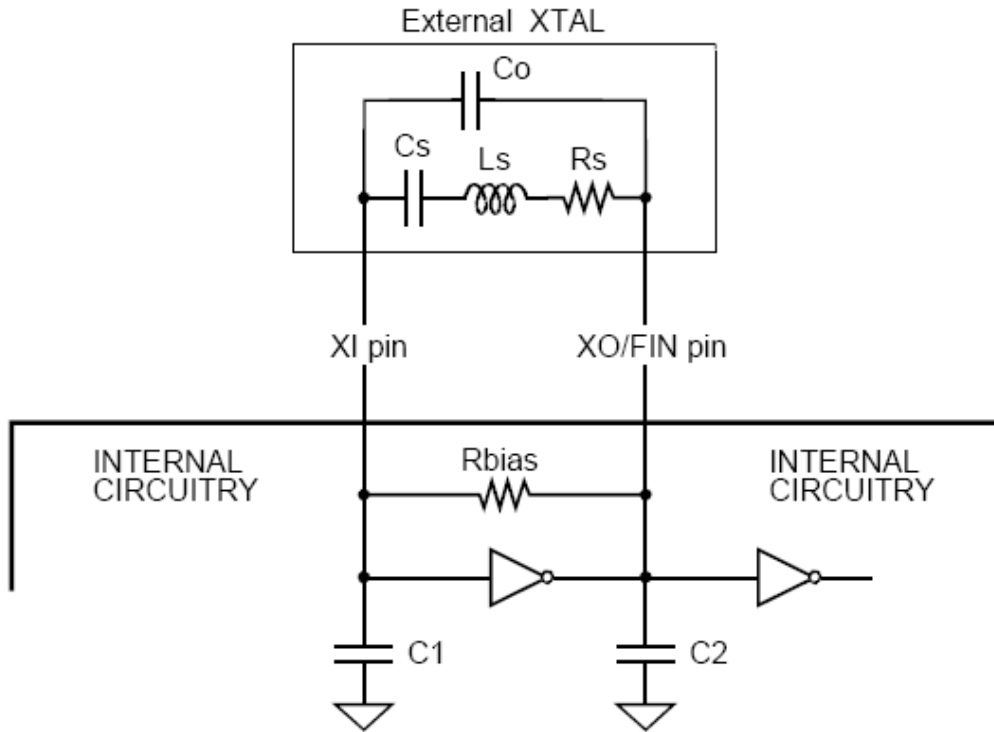 External XTAL
Co
Cs
Ls
Rs
XI pin
XO/FIN pin
INTERNAL
CIRCUITRY
Rbias
INTERNAL
CIRCUITRY
C1
C2